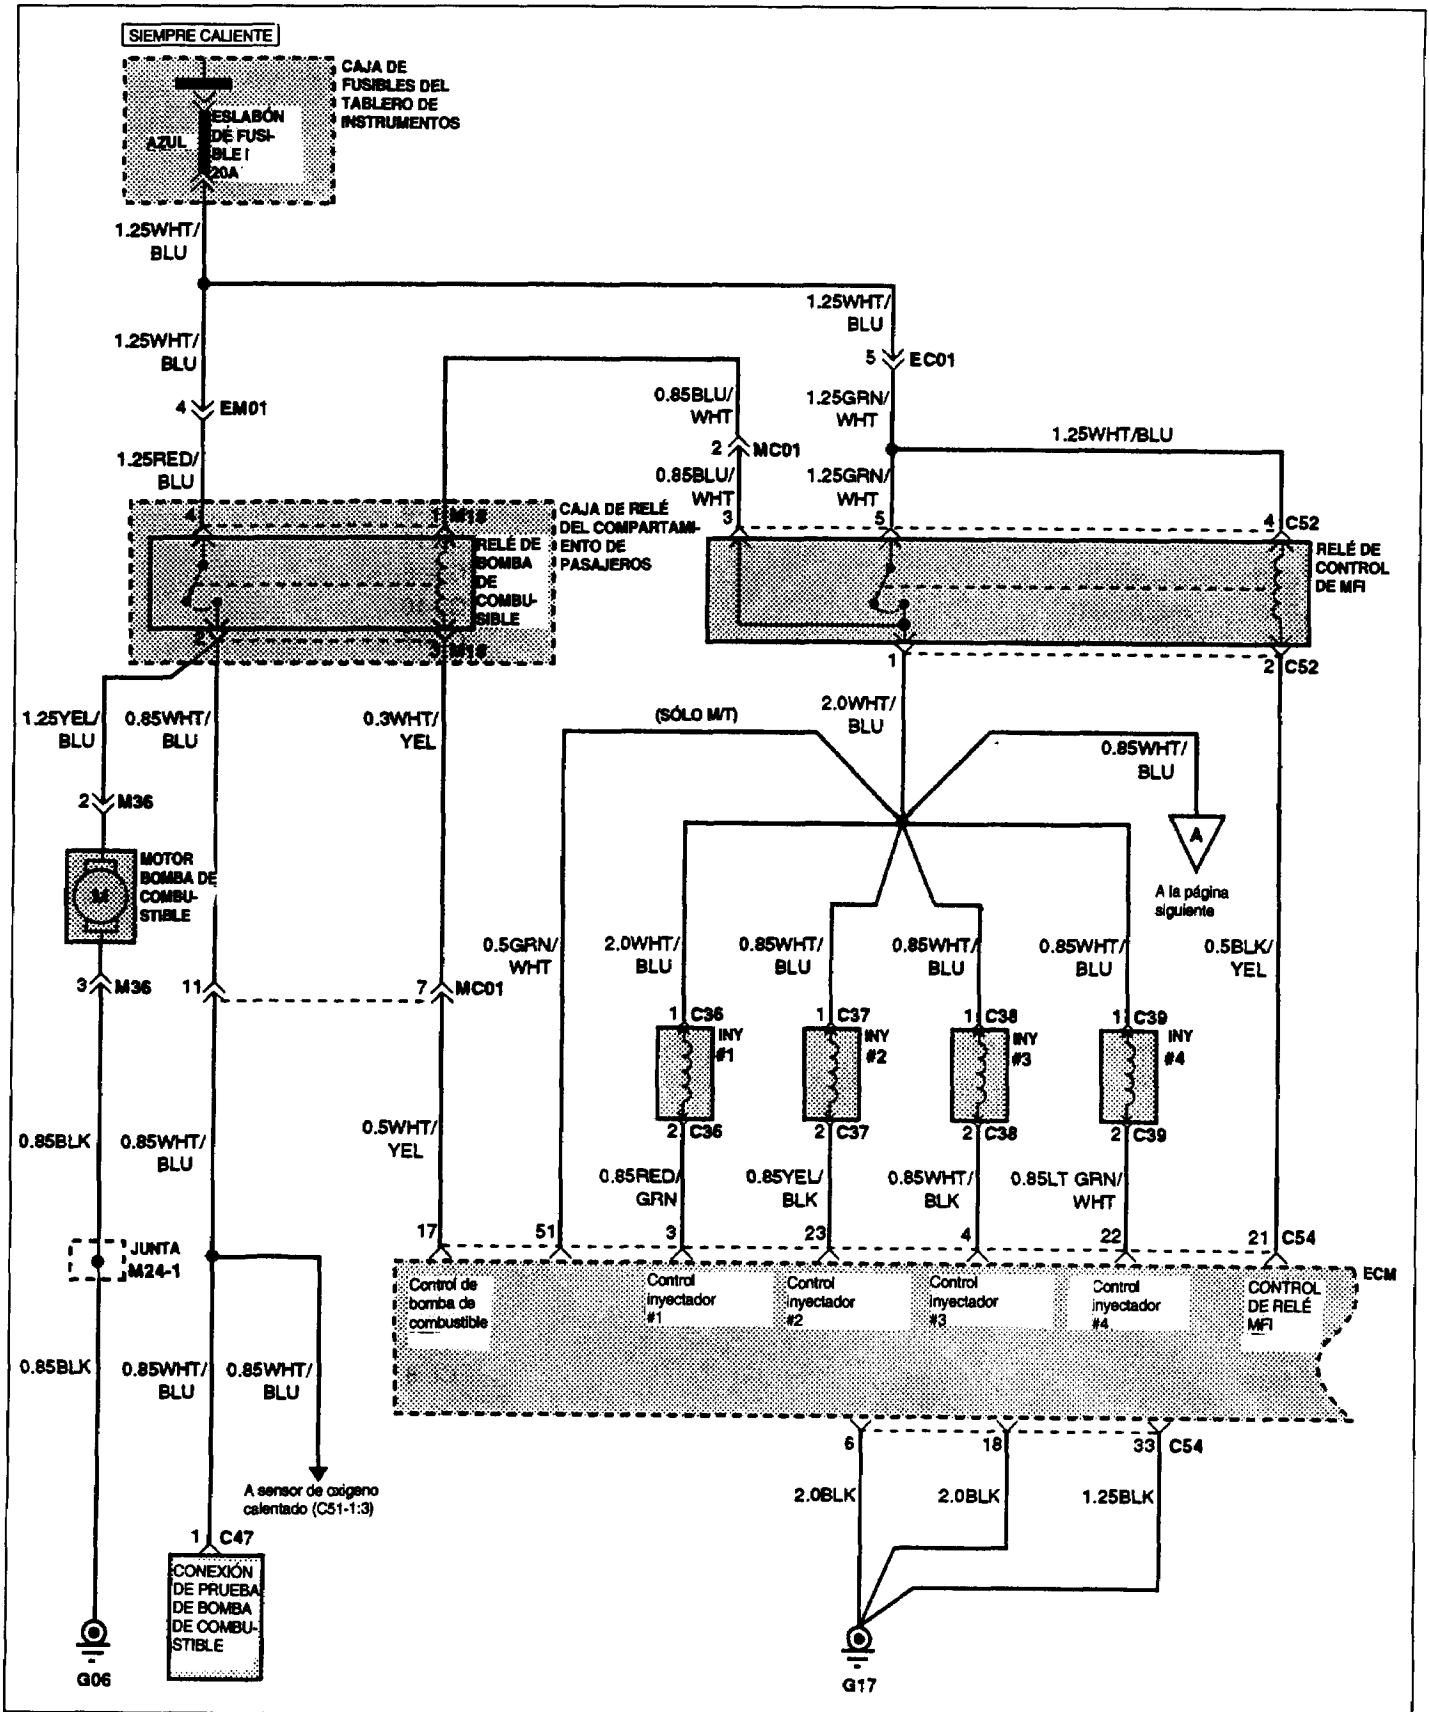 SIEMPRE CALIENTE
CAJA DE
FUSIBLES DEL
TABLERO DE
INSTRUMENTOS
AZUL
ESLABÓN
DE FUSI-
BLE I
20A
1.25WHT/
BLU
1.25WHT/
BLU
1.25WHT/
BLU
5 EC01
4 EM01
0.85BLU/
WHT
1.25GRN/
WHT
1.25WHT/BLU
2 MC01
1.25RED/
BLU
0.85BLU/
WHT
1.25GRN/
WHT
4
1 M18
CAJA DE RELÉ
DEL COMPARTAMI-
ENTO DE
PASAJEROS
3
5
4 C52
RELÉ DE
BOMBA
DE
COMBU-
SIBLE
RELÉ DE
CONTROL
DE MFI
2
3 M18
1
2 C52
1.25YEL/
BLU
0.85WHT/
BLU
0.3WHT/
YEL
(SÓLO M/T)
2.0WHT/
BLU
0.85WHT/
BLU
2 M36
A
A la página
siguiente
MOTOR
BOMBA DE
COMBU-
STIBLE
M
3 M36
11
7 MC01
0.5GRN/
WHT
2.0WHT/
BLU
0.85WHT/
BLU
0.85WHT/
BLU
0.85WHT/
BLU
0.5BLK/
YEL
1 C36
INY
#1
2 C36
1 C37
INY
#2
2 C37
1 C38
INY
#3
2 C38
1 C39
INY
#4
2 C39
0.85BLK
0.85WHT/
BLU
0.5WHT/
YEL
0.85RED/
GRN
0.85YEL/
BLK
0.85WHT/
BLK
0.85LT GRN/
WHT
17
51
3
23
4
22
21 C54
JUNTA
M24-1
ECM
Control de
bomba de
combustible
Control
inyectador
#1
Control
inyectador
#2
Control
inyectador
#3
Control
inyectador
#4
CONTROL
DE RELÉ
MFI
0.85BLK
0.85WHT/
BLU
0.85WHT/
BLU
6
18
33 C54
2.0BLK
2.0BLK
1.25BLK
A sensor de oxigeno
calentado (C51-1:3)
1 C47
CONEXIÓN
DE PRUEBA
DE BOMBA
DE COMBU-
STIBLE
G06
G17